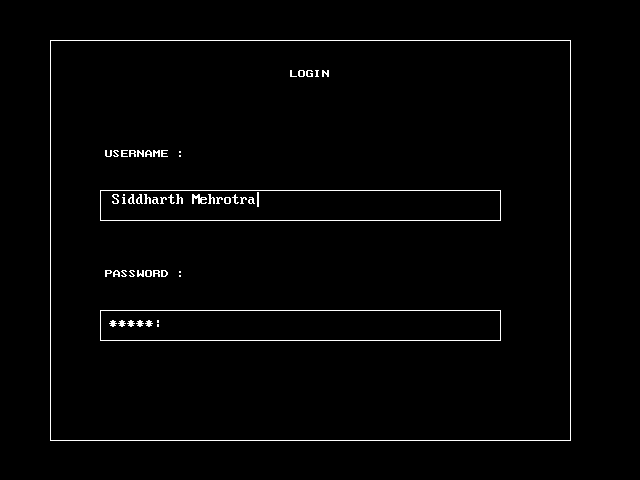 LOGIN
USERNAME :
Siddharth Mehrotra
PASSWORD :
*****: